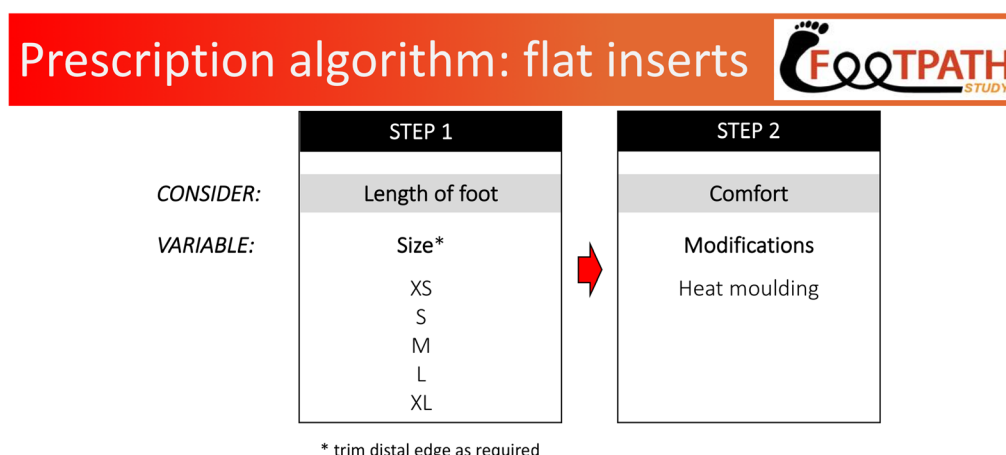 Prescription algorithm: flat inserts
FOOTPATH
STUDY
STEP 1
STEP 2
CONSIDER:
Length of foot
Comfort
VARIABLE:
Size*
Modifications
XS
Heat moulding
S
M
L
XL
* trim distal edge as required